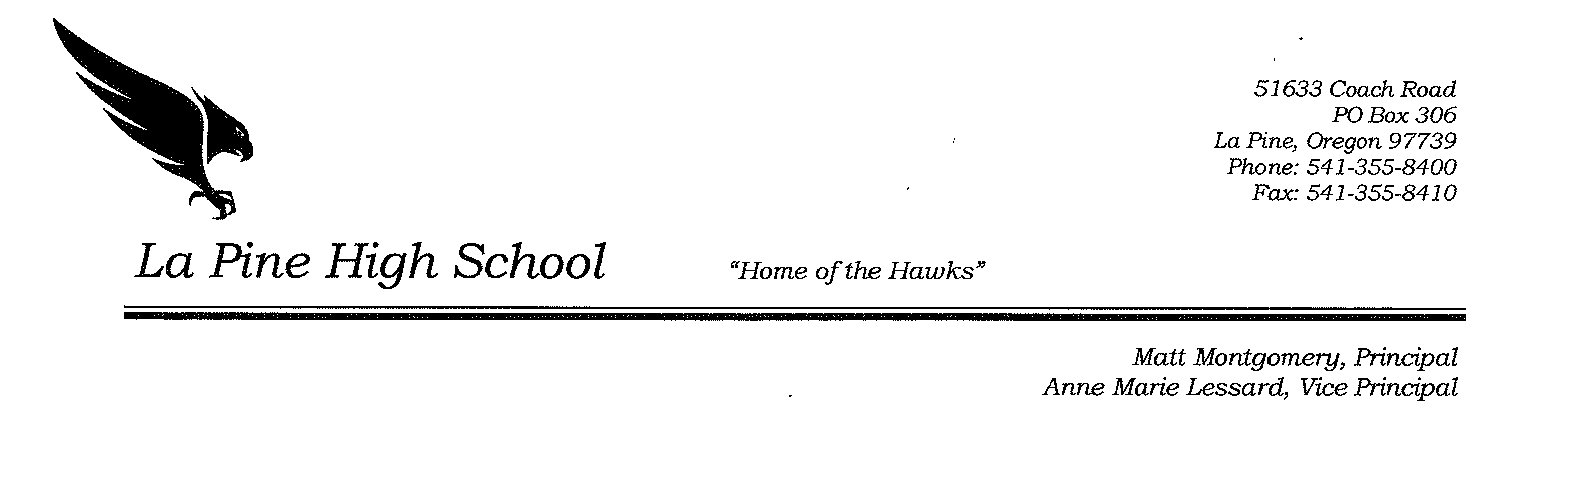 51633 Coach Road
PO Box 306
La Pine, Oregon 97739
Phone: 541-355-8400
Fax: 541-355-8410
La Pine High School
“Home of the Hawks”
Matt Montgomery, Principal
Anne Marie Lessard, Vice Principal